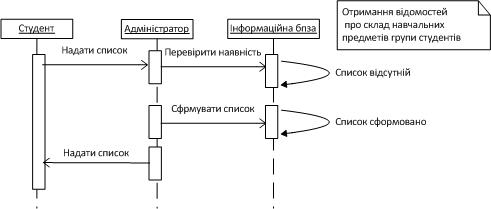 Студент
Адміністратор
Інформаційна бпза
Отримання відомостей
про склад навчальних
предметів групи студентів
Надати список
Перевірити наявність
Список відсутній
Сфрмувати список
Список сформовано
Надати список